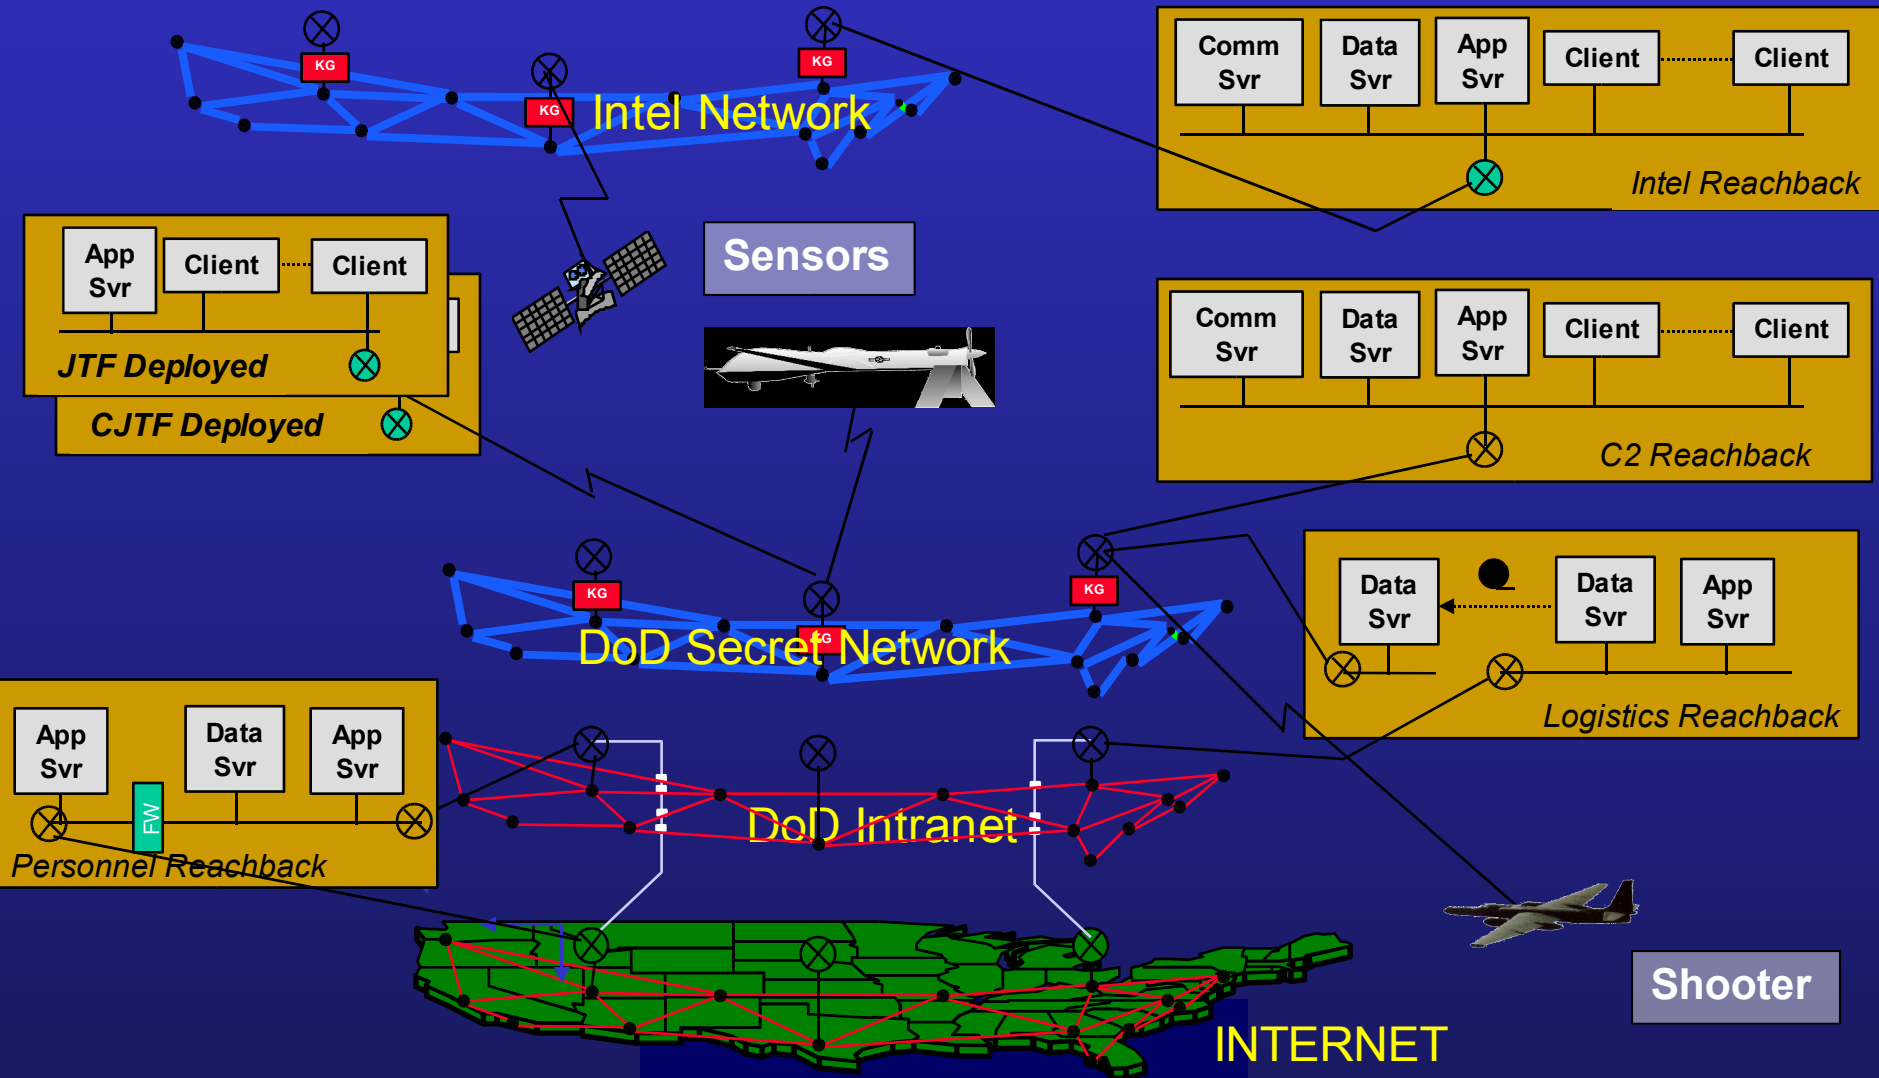 KG
KG
KG
Intel Network
Comm
Svr
Data
Svr
App
Svr
Client
Client
Intel Reachback
App
Svr
Client
Client
JTF Deployed
CJTF Deployed
Sensors
Comm
Svr
Data
Svr
App
Svr
Client
Client
C2 Reachback
KG
KG
KG
DoD Secret Network
Data
Svr
Data
Svr
App
Svr
Logistics Reachback
App
Svr
FW
Data
Svr
App
Svr
Personnel Reachback
DoD Intranet
Shooter
INTERNET